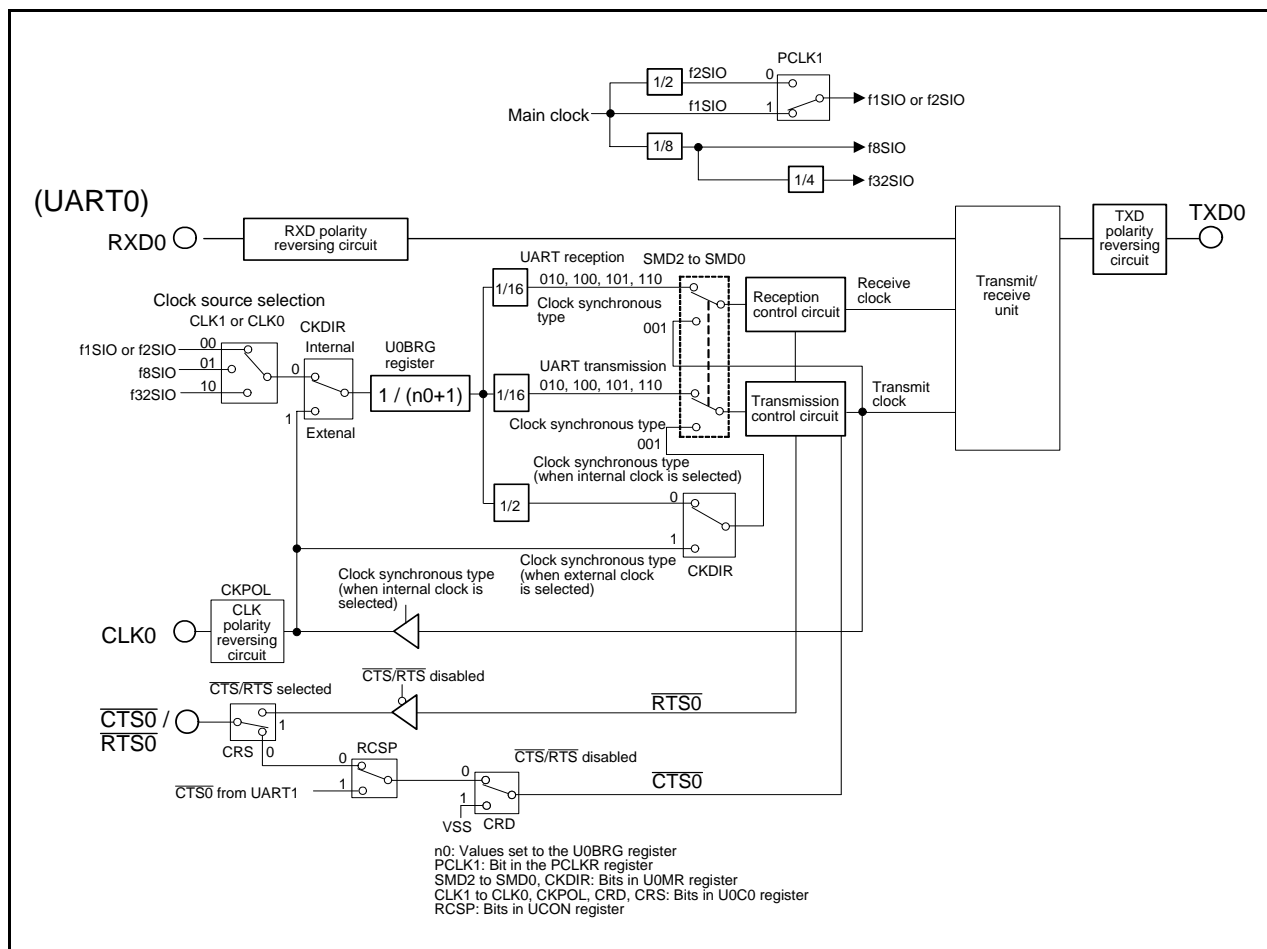 PCLK1
1/2
f2SIO
0
Main clock
f1SIO
1
f1SIO or f2SIO
1/8
f8SIO
1/4
f32SIO
(UART0)
RXD0
RXD polarity
reversing circuit
TXD
polarity
reversing
circuit
TXD0
Transmit/
receive
unit
UART reception
SMD2 to SMD0
1/16
010, 100, 101, 110
Clock synchronous
type
001
Reception
control circuit
Receive
clock
Clock source selection
CLK1 or CLK0
f1SIO or f2SIO
00
f8SIO
01
f32SIO
10
CKDIR
Internal
0
1
Extenal
U0BRG
register
1 / (n0+1)
UART transmission
1/16
010, 100, 101, 110
Clock synchronous type
001
Transmission
control circuit
Transmit
clock
Clock synchronous type
(when internal clock is selected)
1/2
0
1
CKDIR
Clock synchronous type
(when external clock
is selected)
Clock synchronous type
(when internal clock is
selected)
CKPOL
CLK0
CLK
polarity
reversing
circuit
CTS/RTS selected
CTS/RTS disabled
RTS0
CTS0 /
RTS0
1
CRS
0
RCSP
0
1
CTS0 from UART1
CTS/RTS disabled
0
1
VSS
CRD
CTS0
n0: Values set to the U0BRG register
PCLK1: Bit in the PCLKR register
SMD2 to SMD0, CKDIR: Bits in U0MR register
CLK1 to CLK0, CKPOL, CRD, CRS: Bits in U0C0 register
RCSP: Bits in UCON register